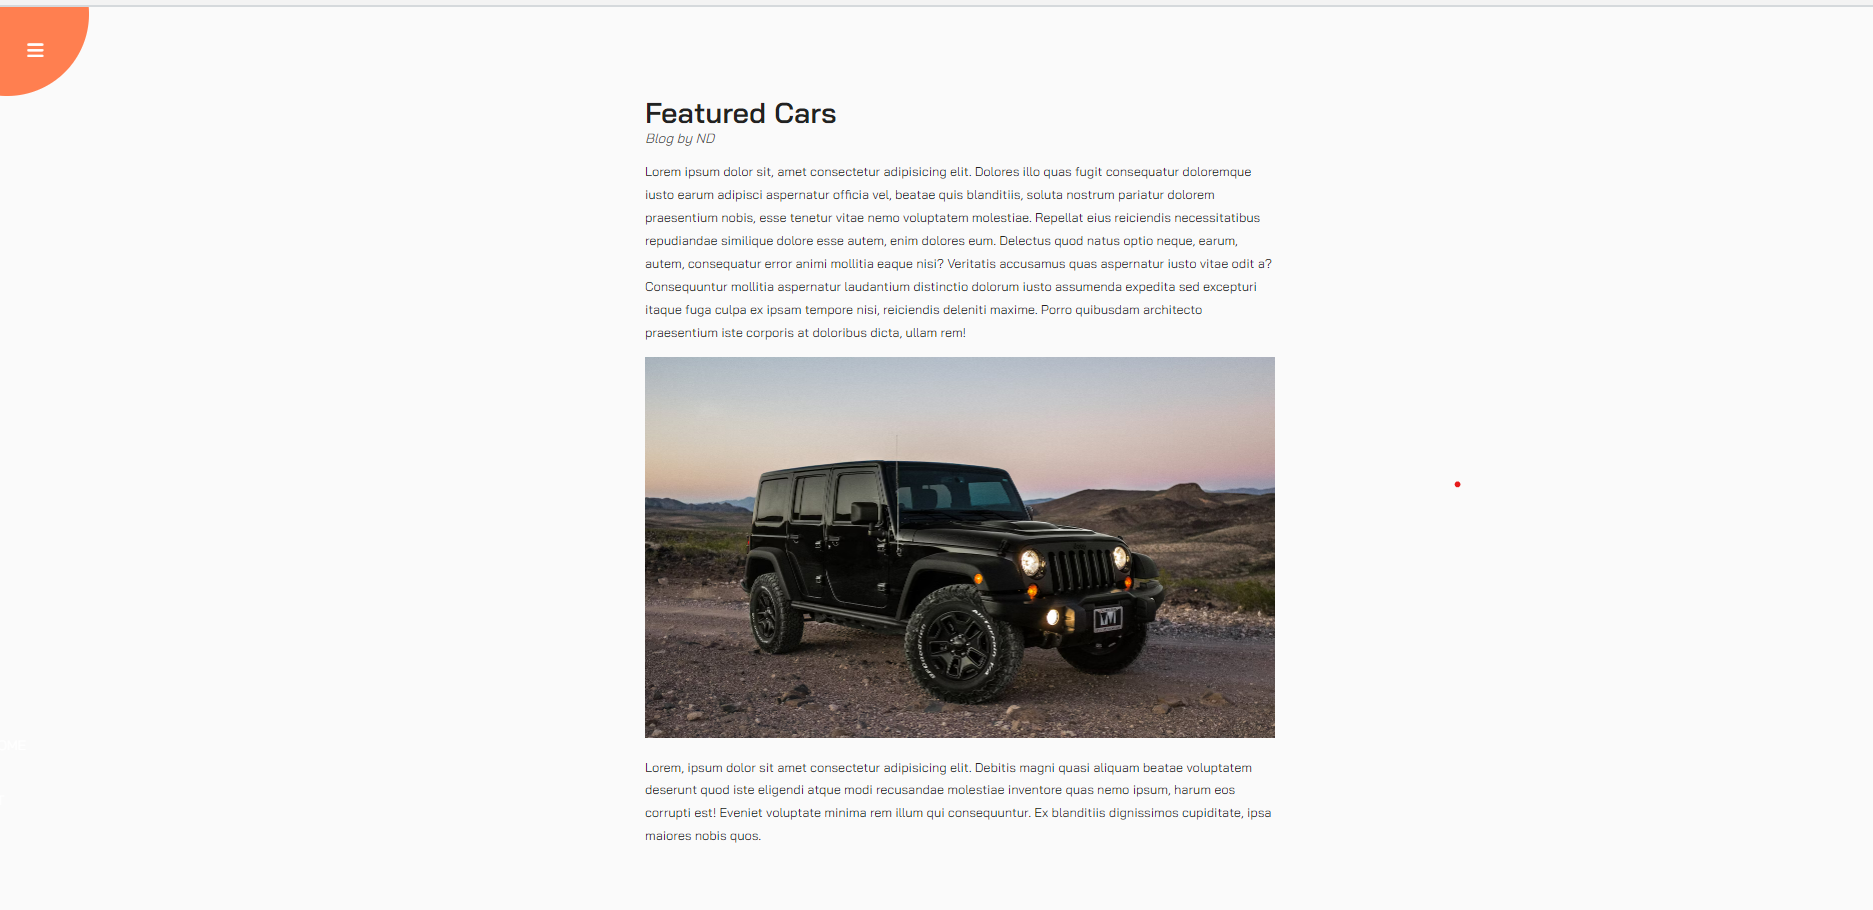 Featured Cars
Blog by ND
Lorem ipsum dolor sit, amet consectetur adipisicing elit. Dolores illo quas fugit consequatur doloremque
iusto earum adipisci aspernatur officia vel, beatae quis blanditiis, soluta nostrum pariatur dolorem
praesentium nobis, esse tenetur vitae nemo voluptatem molestiae. Repellat eius reiciendis necessitatibus
repudiandae similique dolore esse autem, enim dolores eum. Delectus quod natus optio neque, earum,
autem, consequatur error animi mollitia eaque nisi? Veritatis accusamus quas aspernatur iusto vitae odit a?
Consequuntur mollitia aspernatur laudantium distinctio dolorum iusto assumenda expedita sed excepturi
itaque fuga culpa ex ipsam tempore nisi, reiciendis deleniti maxime. Porro quibusdam architecto
praesentium iste corporis at doloribus dicta, ullam rem!
Lorem, ipsum dolor sit amet consectetur adipisicing elit. Debitis magni quasi aliquam beatae voluptatem
deserunt quod iste eligendi atque modi recusandae molestiae inventore quas nemo ipsum, harum eos
corrupti est! Eveniet voluptate minima rem illum qui consequuntur. Ex blanditiis dignissimos cupiditate, ipsa
maiores nobis quos.